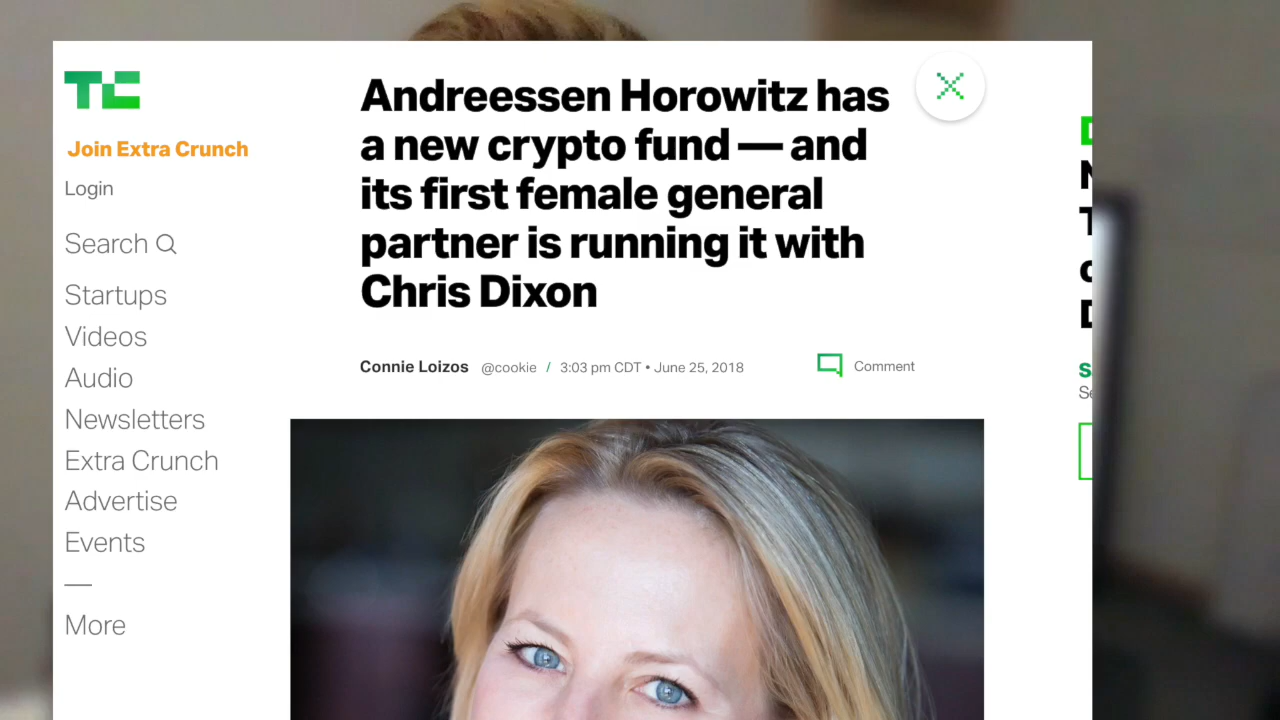 TC
Join Extra Crunch
Login
Search
Startups
Videos
Audio
Newsletters
Extra Crunch
Advertise
Events
More
Andreessen Horowitz has
a new crypto fund — and
its first female general
partner is running it with
Chris Dixon
Connie Loizos @cookie / 3:03 pm CDT • June 25, 2018
Comment